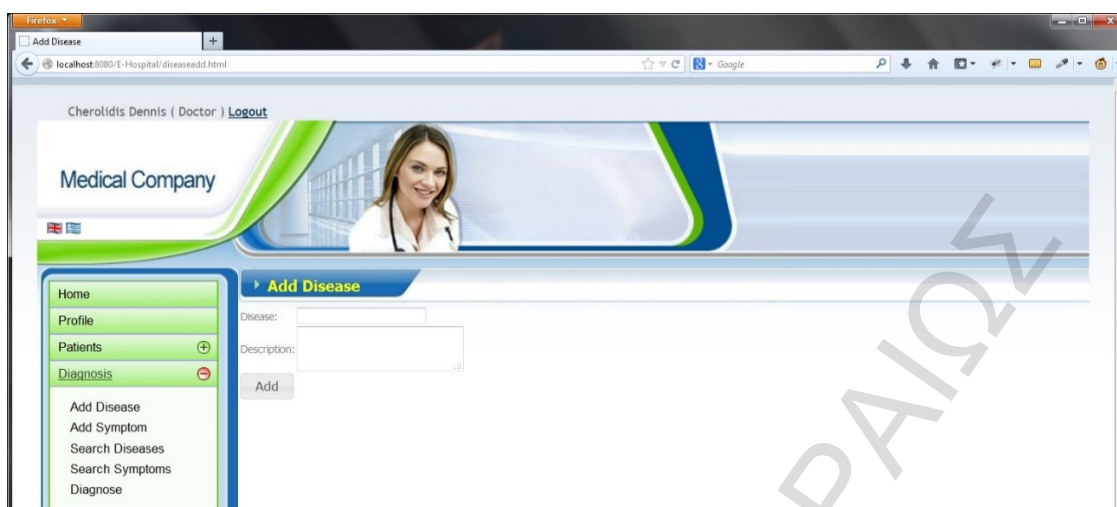 Firefox
Add Disease
localhost:8080/E-Hospital/diseaseadd.html
Google
Cherolidis Dennis ( Doctor ) Logout
Medical Company
Add Disease
Home
Profile
Patients
Diagnosis
Add Disease
Add Symptom
Search Diseases
Search Symptoms
Diagnose
Disease:
Description:
Add
ΡΑΙΩΣ